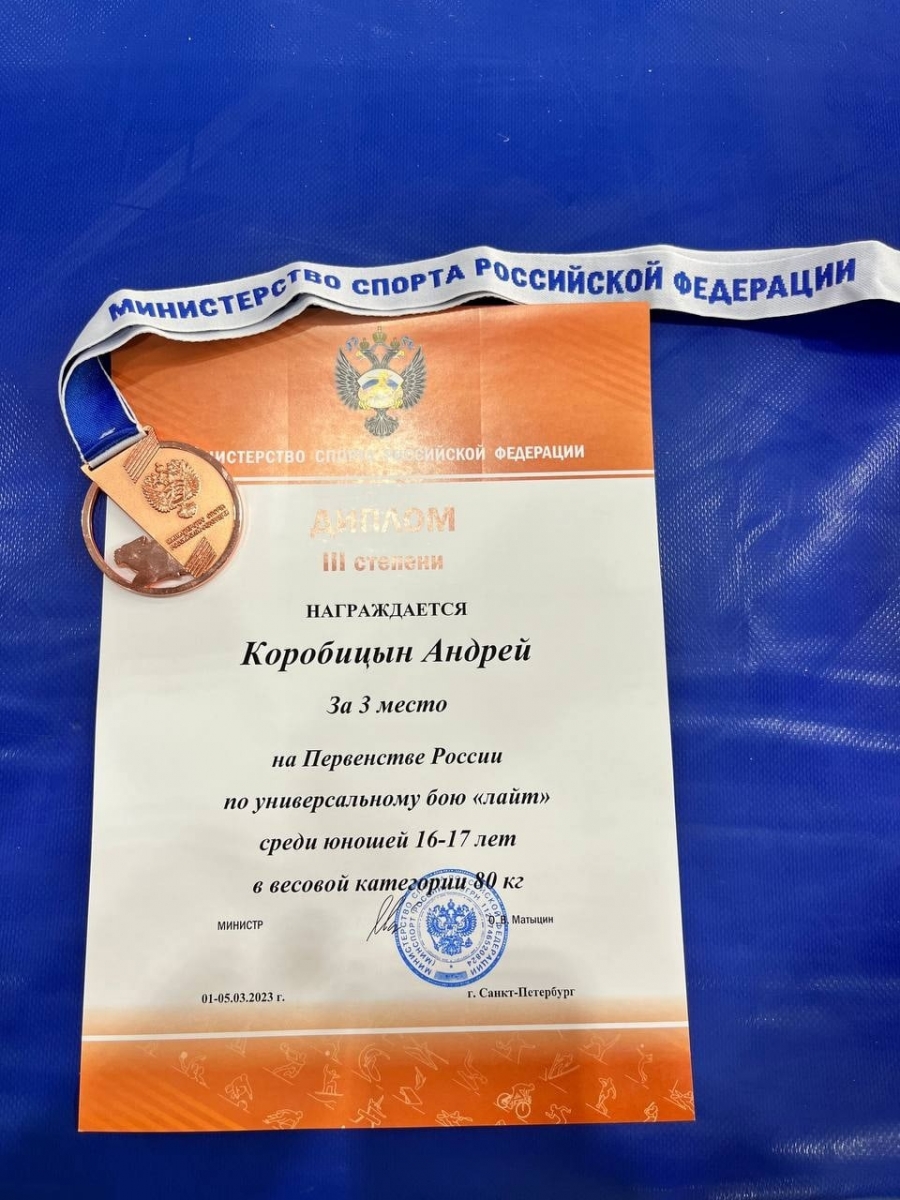 МИНИСТЕРСТВО СПОРТА РОССИЙСКОЙ ФЕДЕРАЦИИ
СПОРТА РОССИЙСКОЙ ФЕДЕРАЦИИ
ДИПЛОМ
III степени
НАГРАЖДАЕТСЯ
Коробицын Андрей
За 3 место
на Первенстве России
по универсальному бою «лайт»
среди юношей 16-17 лет
в весовой категории 80 кг
МИНИСТР
О.В. Матыцин
01-05.03.2023 г.
г. Санкт-Петербург